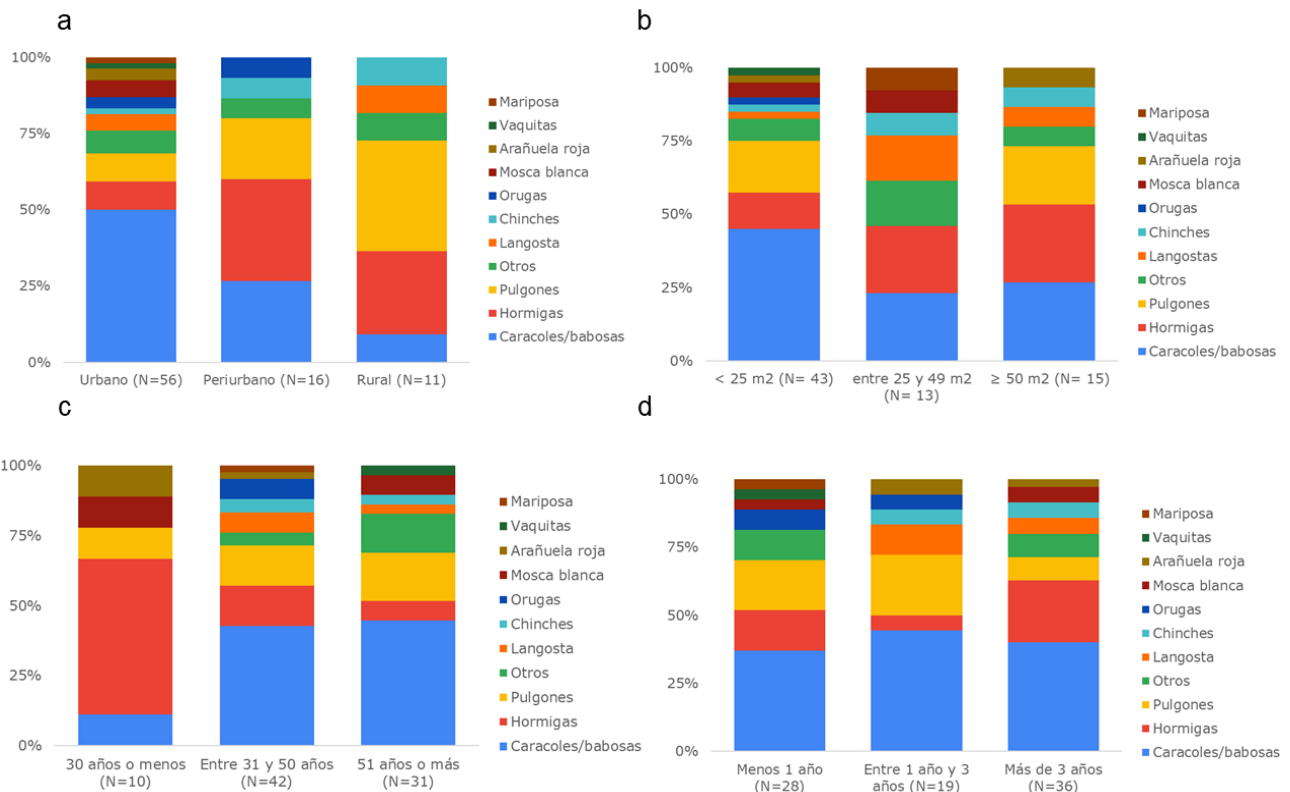 a
100%
75%
50%
25%
0%
Urbano (N=56)
Periurbano (N=16)
Rural (N=11)
Mariposa
Vaquitas
Arañuela roja
Mosca blanca
Orugas
Chinches
Langosta
Otros
Pulgones
Hormigas
Caracoles/babosas
b
100%
75%
50%
25%
0%
< 25 m2 (N= 43)
entre 25 y 49 m2
(N= 13)
≥ 50 m2 (N= 15)
Mariposa
Vaquitas
Arañuela roja
Mosca blanca
Orugas
Chinches
Langostas
Otros
Pulgones
Hormigas
Caracoles/babosas
c
100%
75%
50%
25%
0%
30 años o menos
(N=10)
Entre 31 y 50 años
(N=42)
51 años o más
(N=31)
Mariposa
Vaquitas
Arañuela roja
Mosca blanca
Orugas
Chinches
Langosta
Otros
Pulgones
Hormigas
Caracoles/babosas
d
100%
75%
50%
25%
0%
Menos 1 año
(N=28)
Entre 1 año y 3
años (N=19)
Más de 3 años
(N=36)
Mariposa
Vaquitas
Arañuela roja
Mosca blanca
Orugas
Chinches
Langosta
Otros
Pulgones
Hormigas
Caracoles/babosas